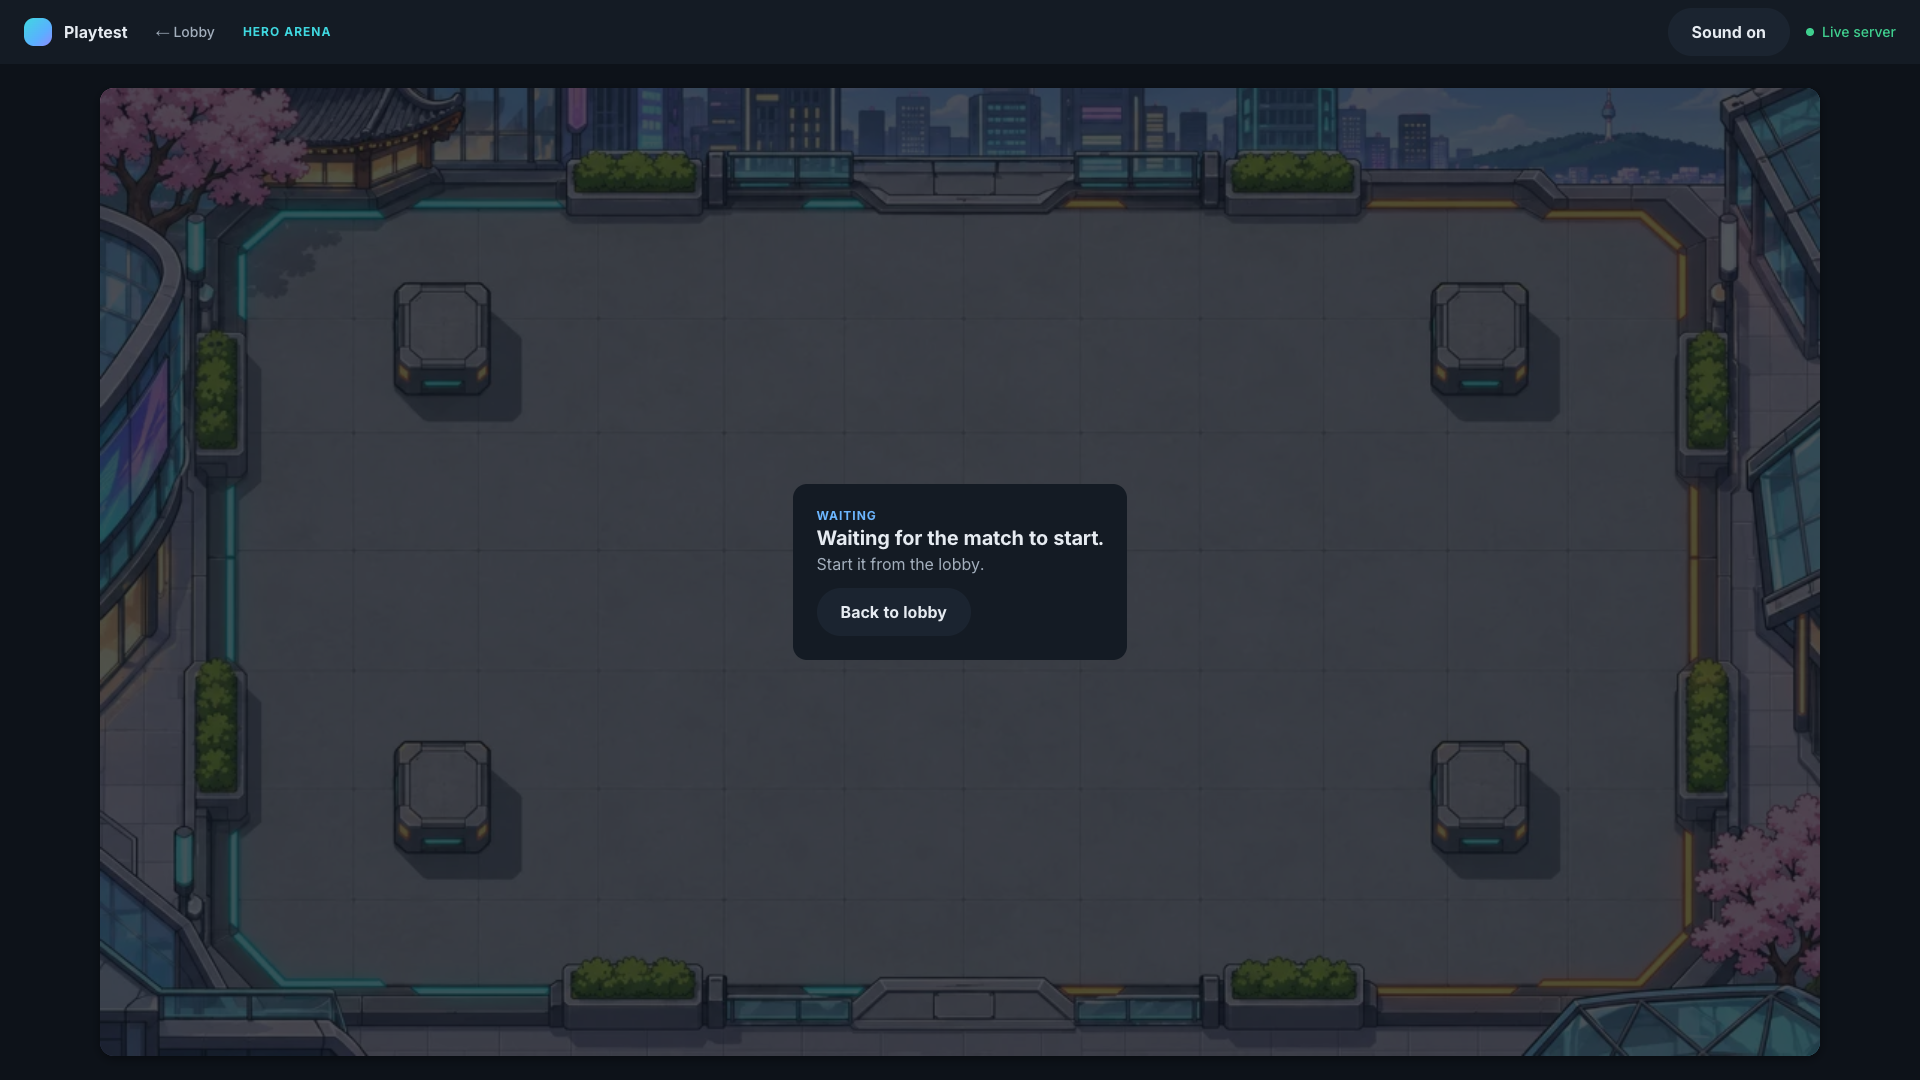 Playtest
← Lobby
HERO ARENA
Sound on
Live server
WAITING
Waiting for the match to start.
Start it from the lobby.
Back to lobby